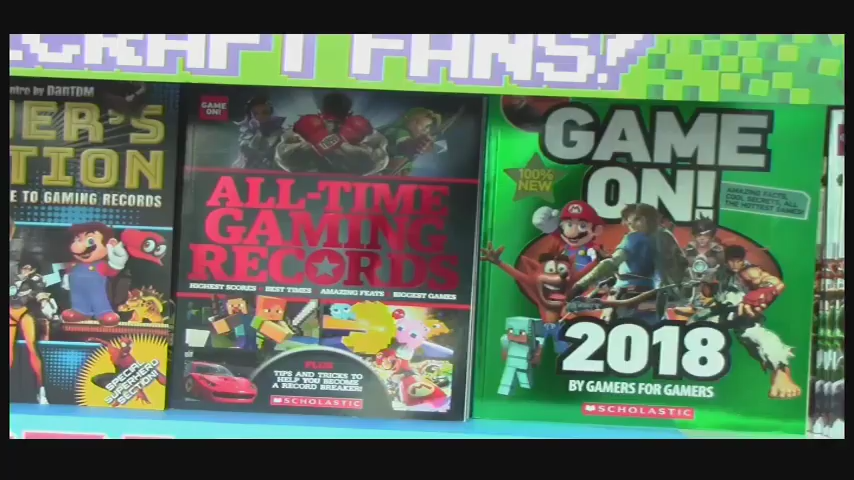 CRAFT FANS!
ntro by DanTDM
ER'S
TION
E TO GAMING RECORDS
SPECIAL
SUPERHERO
SECTION!
GAME
ON!
ALL-TIME
GAMING
RECORDS
HIGHEST SCORES BEST TIMES AMAZING FEATS BIGGEST GAMES
PLUS
TIPS AND TRICKS TO
HELP YOU BECOME
A RECORD BREAKER!
SCHOLASTIC
GAME
ON!
100%
NEW
AMAZING FACTS,
COOL SECRETS, ALL
THE HOTTEST GAMES!
2018
BY GAMERS FOR GAMERS
SCHOLASTIC